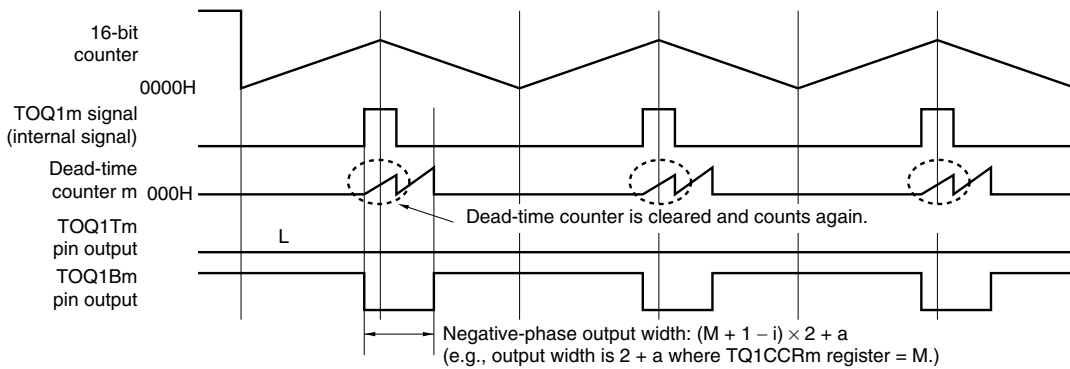 16-bit
counter
0000H
TOQ1m signal
(internal signal)
Dead-time
counter m 000H
Dead-time counter is cleared and counts again.
TOQ1Tm
pin output
L
TOQ1Bm
pin output
Negative-phase output width: (M + 1 – i) × 2 + a
(e.g., output width is 2 + a where TQ1CCRm register = M.)